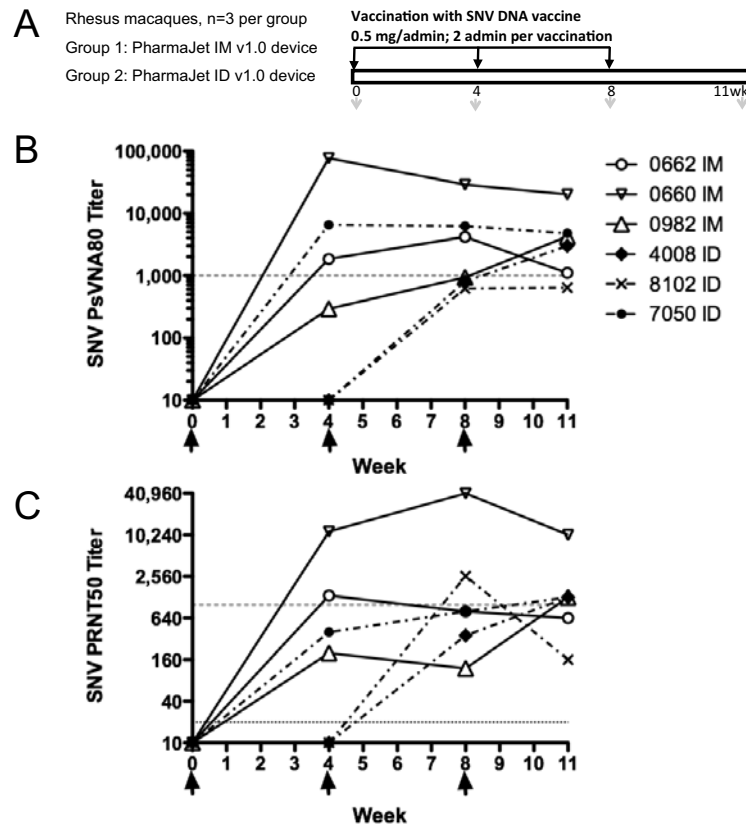 A
Rhesus macaques, n=3 per group
Group 1: PharmaJet IM v1.0 device
Group 2: PharmaJet ID v1.0 device
Vaccination with SNV DNA vaccine
0.5 mg/admin; 2 admin per vaccination
0 4 8 11wk
B
SNV PsVNA80 Titer
100,000
10,000
1,000
100
10
0 1 2 3 4 5 6 7 8 9 10 11
Week
0662 IM
0660 IM
0982 IM
4008 ID
8102 ID
7050 ID
C
SNV PRNT50 Titer
40,960
10,240
2,560
640
160
40
10
0 1 2 3 4 5 6 7 8 9 10 11
Week